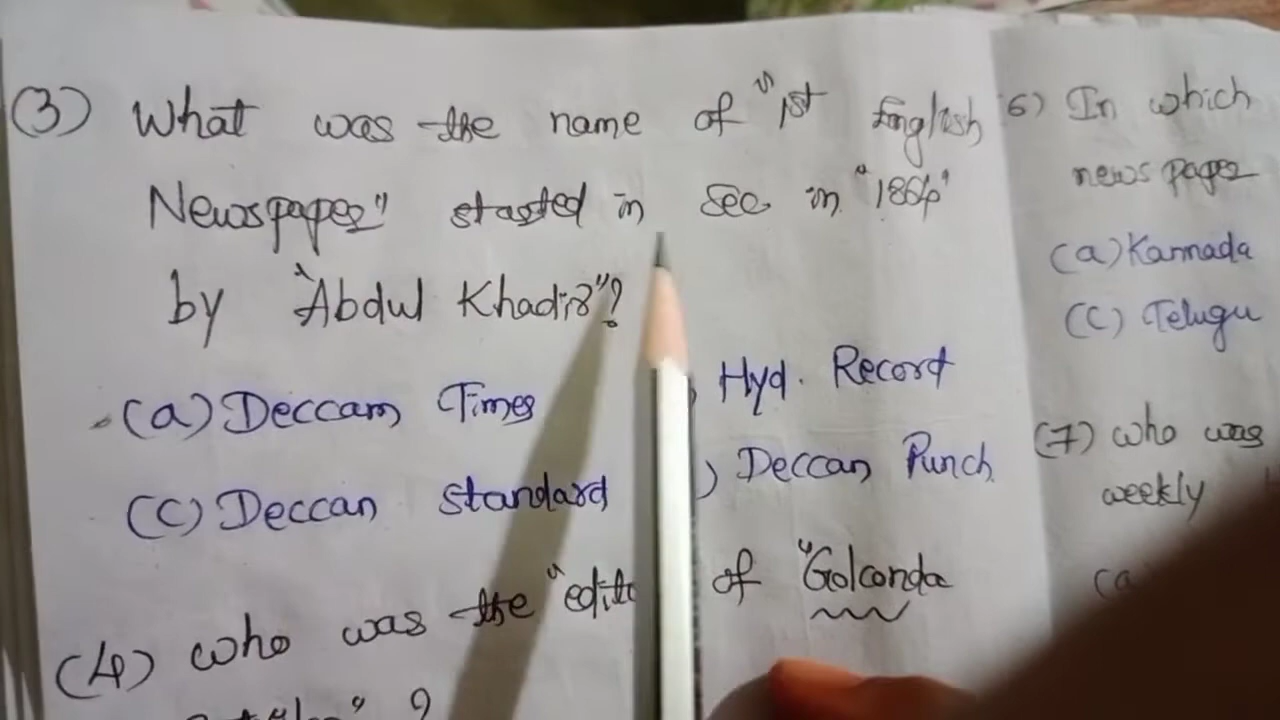 (3) What was the name of "1st English
Newspaper" started in Sec in "1864"
by "Abdul Khadir"?
(a) Deccan Times
) Hyd. Record
(c) Deccan standard
) Deccan Punch
(4) who was the "edito of "Golconda
6) In which
news paper
(a) Kannada
(c) Telugu
(7) who was
weekly
(a